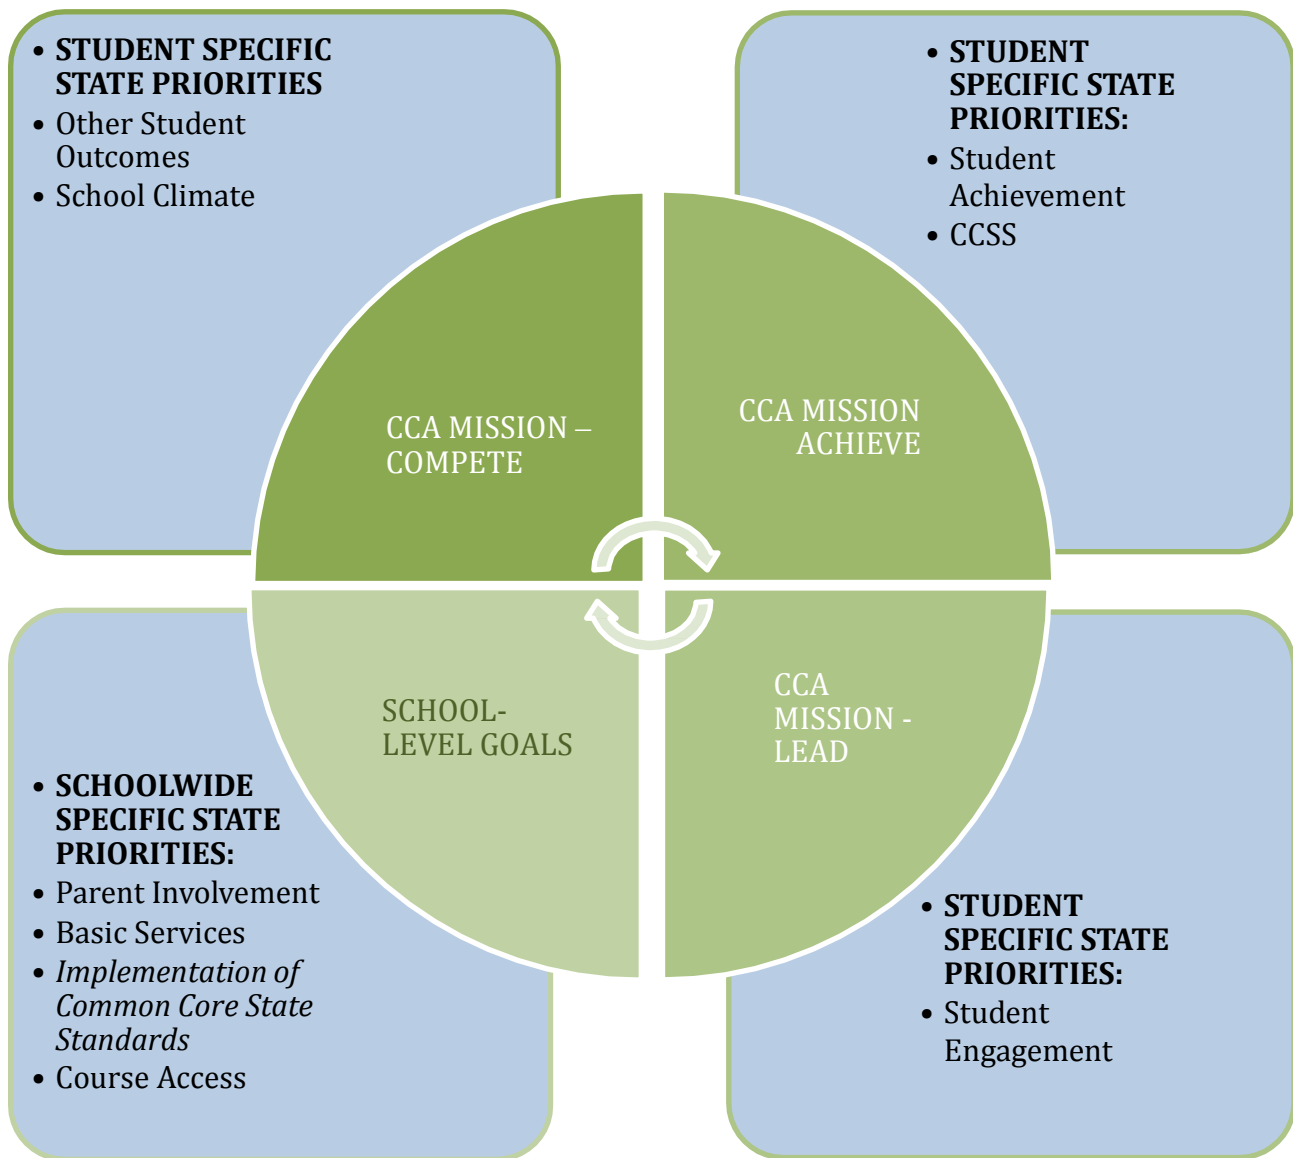 • STUDENT SPECIFIC
STATE PRIORITIES
• Other Student
Outcomes
• School Climate
• STUDENT
SPECIFIC STATE
PRIORITIES:
• Student
Achievement
• CCSS
CCA MISSION –
COMPETE
CCA MISSION
ACHIEVE
SCHOOL-
LEVEL GOALS
CCA
MISSION -
LEAD
• SCHOOLWIDE
SPECIFIC STATE
PRIORITIES:
• Parent Involvement
• Basic Services
• Implementation of
Common Core State
Standards
• Course Access
• STUDENT
SPECIFIC STATE
PRIORITIES:
• Student
Engagement